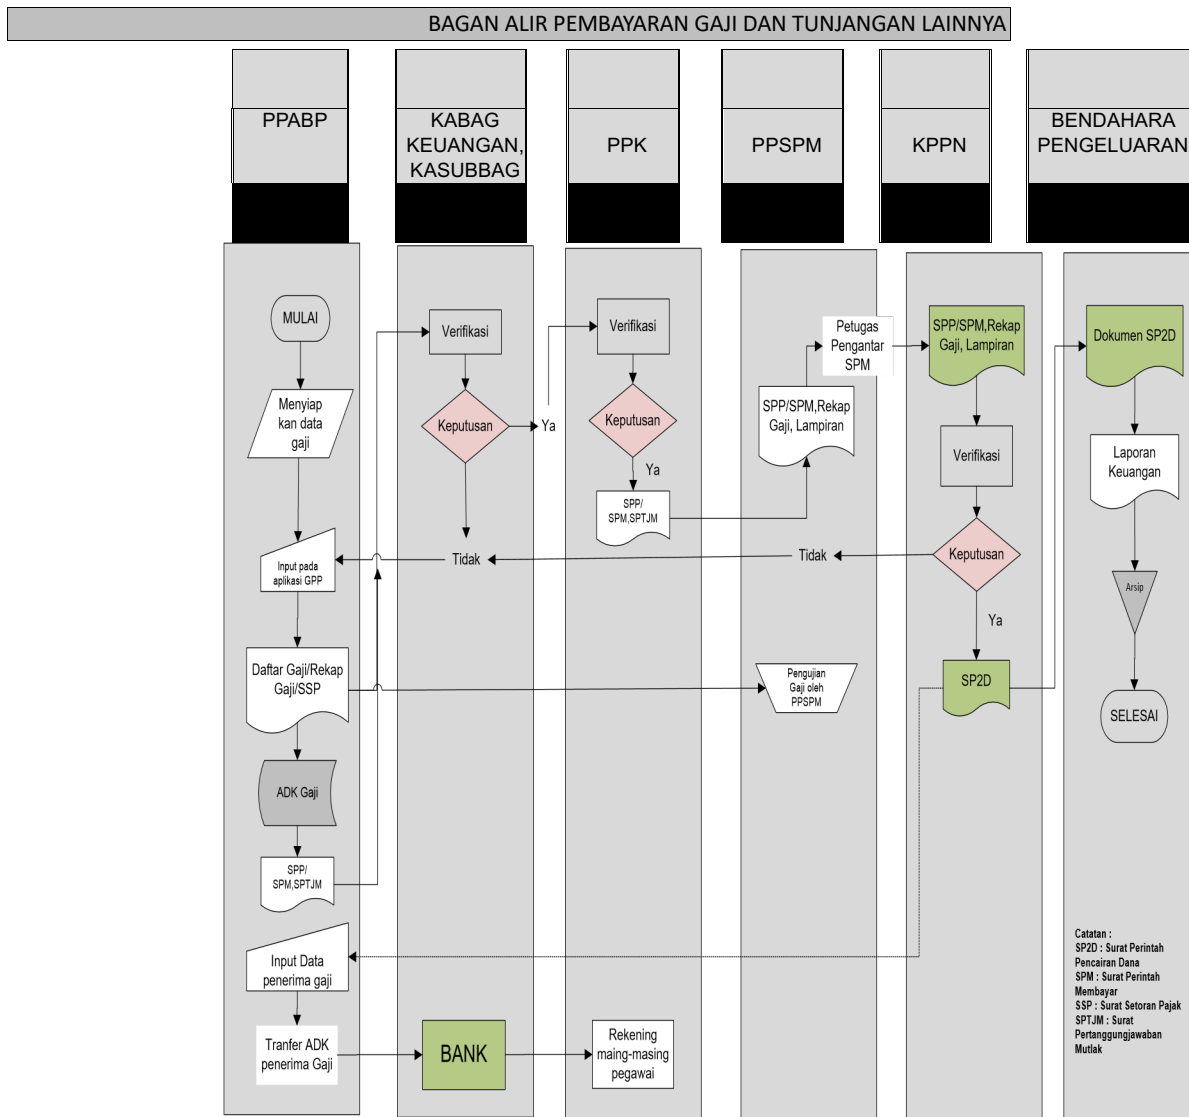 BAGAN ALIR PEMBAYARAN GAJI DAN TUNJANGAN LAINNYA
PPABP
KABAG
KEUANGAN,
KASUBBAG
PPK
PPSPM
KPPN
BENDAHARA
PENGELUARAN
MULAI
Menyiap
kan data
gaji
Input pada
aplikasi GPP
Daftar Gaji/Rekap
Gaji/SSP
ADK Gaji
SPP/
SPM,SPTJM
Input Data
penerima gaji
Tranfer ADK
penerima Gaji
Verifikasi
Keputusan
Ya
Tidak
BANK
Verifikasi
Keputusan
Ya
SPP/
SPM,SPTJM
Rekening
maing-masing
pegawai
Petugas
Pengantar
SPM
SPP/SPM,Rekap
Gaji, Lampiran
Tidak
Pengujian
Gaji oleh
PPSPM
SPP/SPM,Rekap
Gaji, Lampiran
Verifikasi
Keputusan
Ya
SP2D
Dokumen SP2D
Laporan
Keuangan
Arsip
SELESAI
Catatan :
SP2D : Surat Perintah
Pencairan Dana
SPM : Surat Perintah
Membayar
SSP : Surat Setoran Pajak
SPTJM : Surat
Pertanggungjawaban
Mutlak